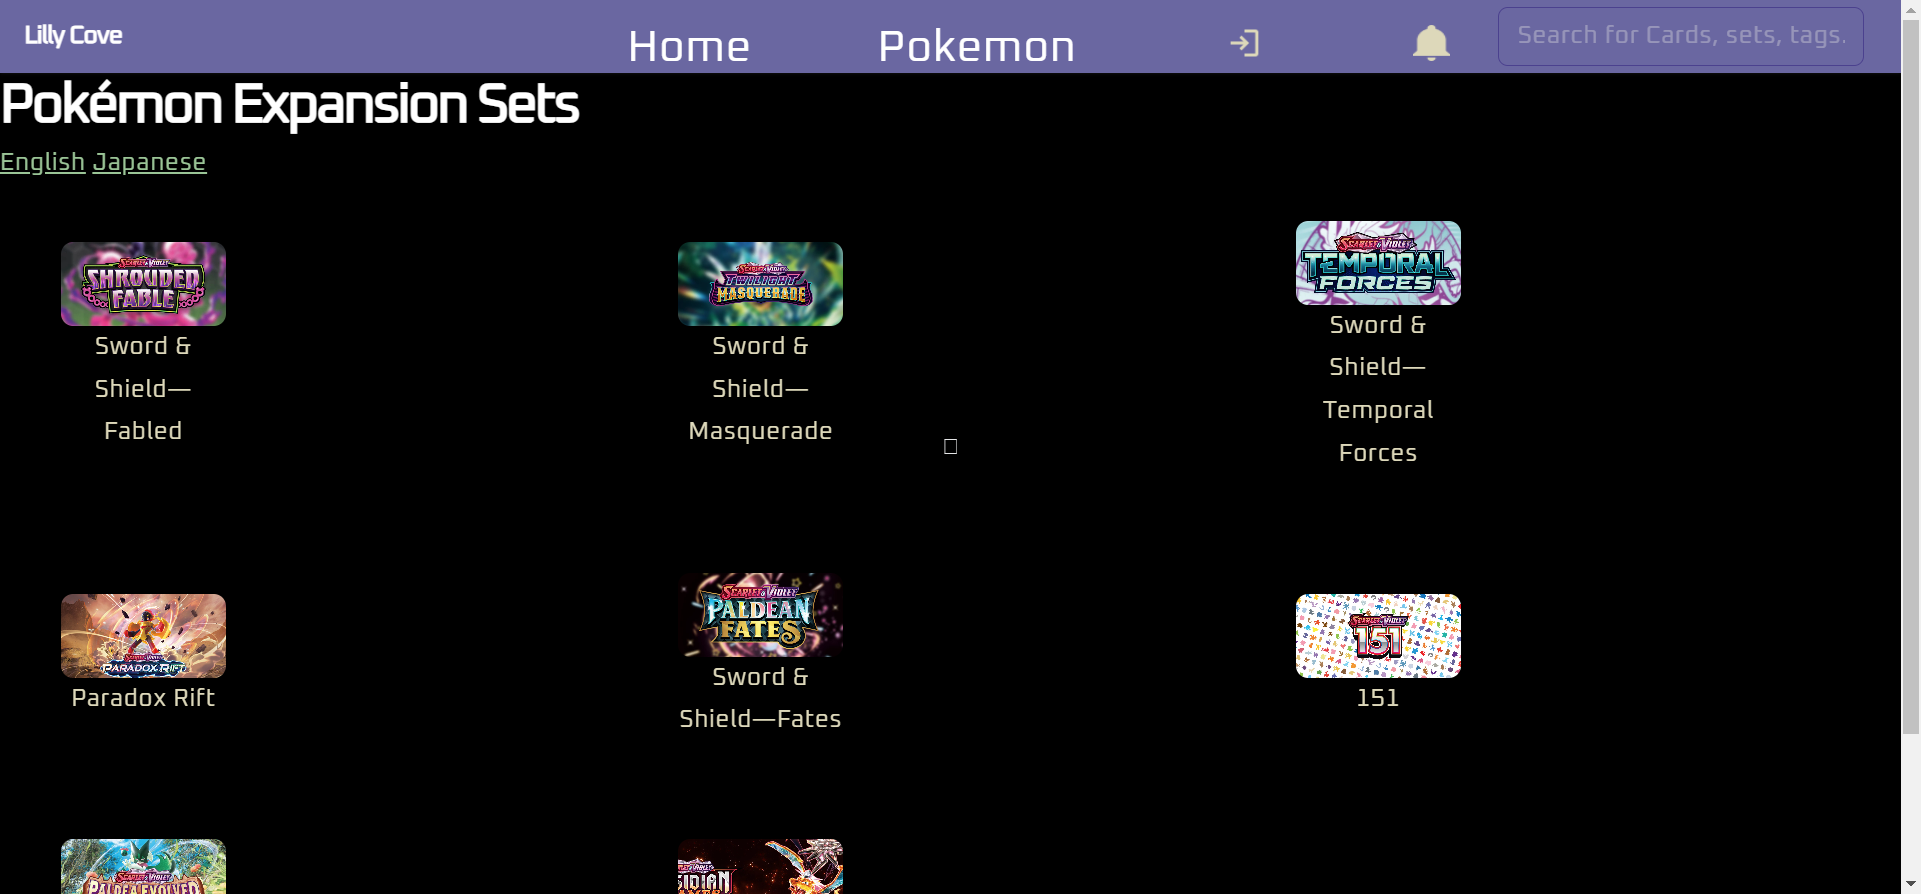 Lilly Cove
Home
Pokemon
Search for Cards, sets, tags.
Pokémon Expansion Sets
English Japanese
SCARLET & VIOLET
SHROUDED
FABLE
Sword &
Shield—
Fabled
SCARLET & VIOLET
TWILIGHT
MASQUERADE
Sword &
Shield—
Masquerade
SCARLET & VIOLET
TEMPORAL
FORCES
Sword &
Shield—
Temporal
Forces
SCARLET & VIOLET
PARADOX RIFT
Paradox Rift
SCARLET & VIOLET
PALDEAN
FATES
Sword &
Shield—Fates
SCARLET & VIOLET
151
151
SCARLET & VIOLET
PALDEA EVOLVED